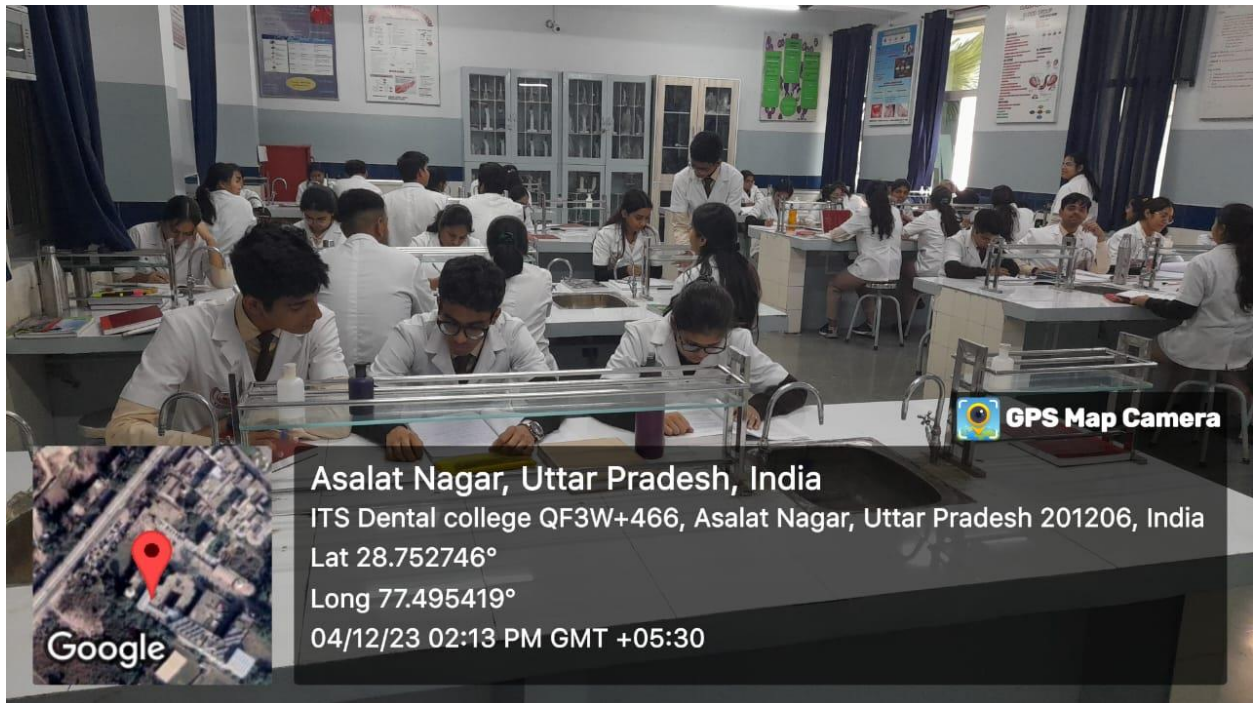 GPS Map Camera
Asalat Nagar, Uttar Pradesh, India
ITS Dental college QF3W+466, Asalat Nagar, Uttar Pradesh 201206, India
Lat 28.752746°
Long 77.495419°
04/12/23 02:13 PM GMT +05:30
Google